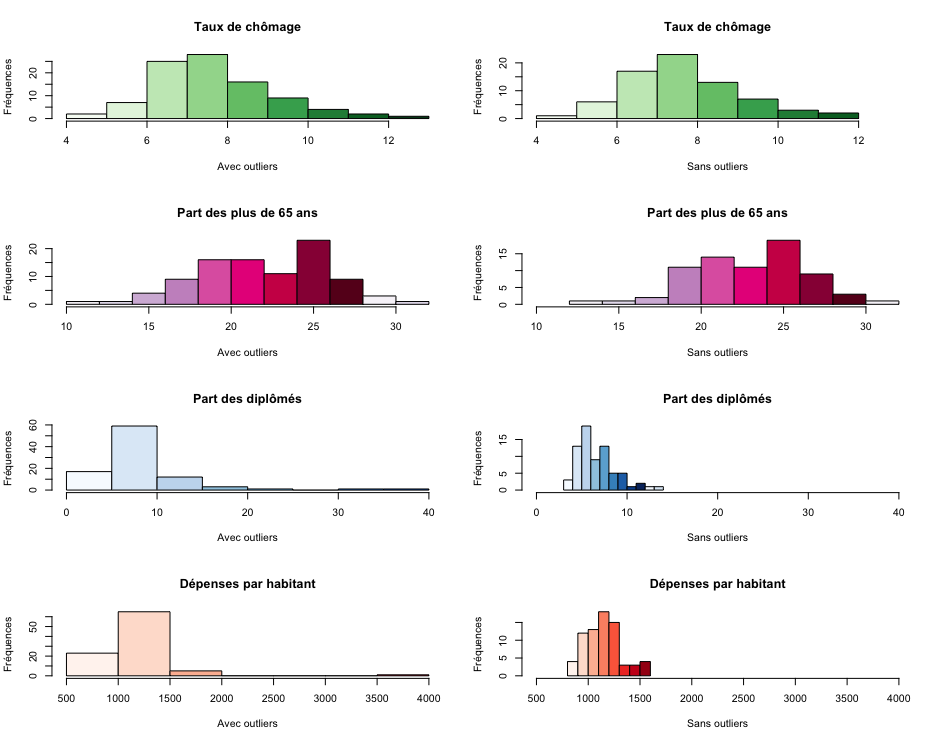 Taux de chômage
Fréquences
0 10 20
4 6 8 10 12
Avec outliers
Taux de chômage
Fréquences
0 10 20
4 6 8 10 12
Sans outliers
Part des plus de 65 ans
Fréquences
0 10 20
10 15 20 25 30
Avec outliers
Part des plus de 65 ans
Fréquences
0 5 15
10 15 20 25 30
Sans outliers
Part des diplômés
Fréquences
0 20 40 60
0 10 20 30 40
Avec outliers
Part des diplômés
Fréquences
0 5 15
0 10 20 30 40
Sans outliers
Dépenses par habitant
Fréquences
0 20 50
500 1000 1500 2000 2500 3000 3500 4000
Avec outliers
Dépenses par habitant
Fréquences
0 5 10
500 1000 1500 2000 2500 3000 3500 4000
Sans outliers